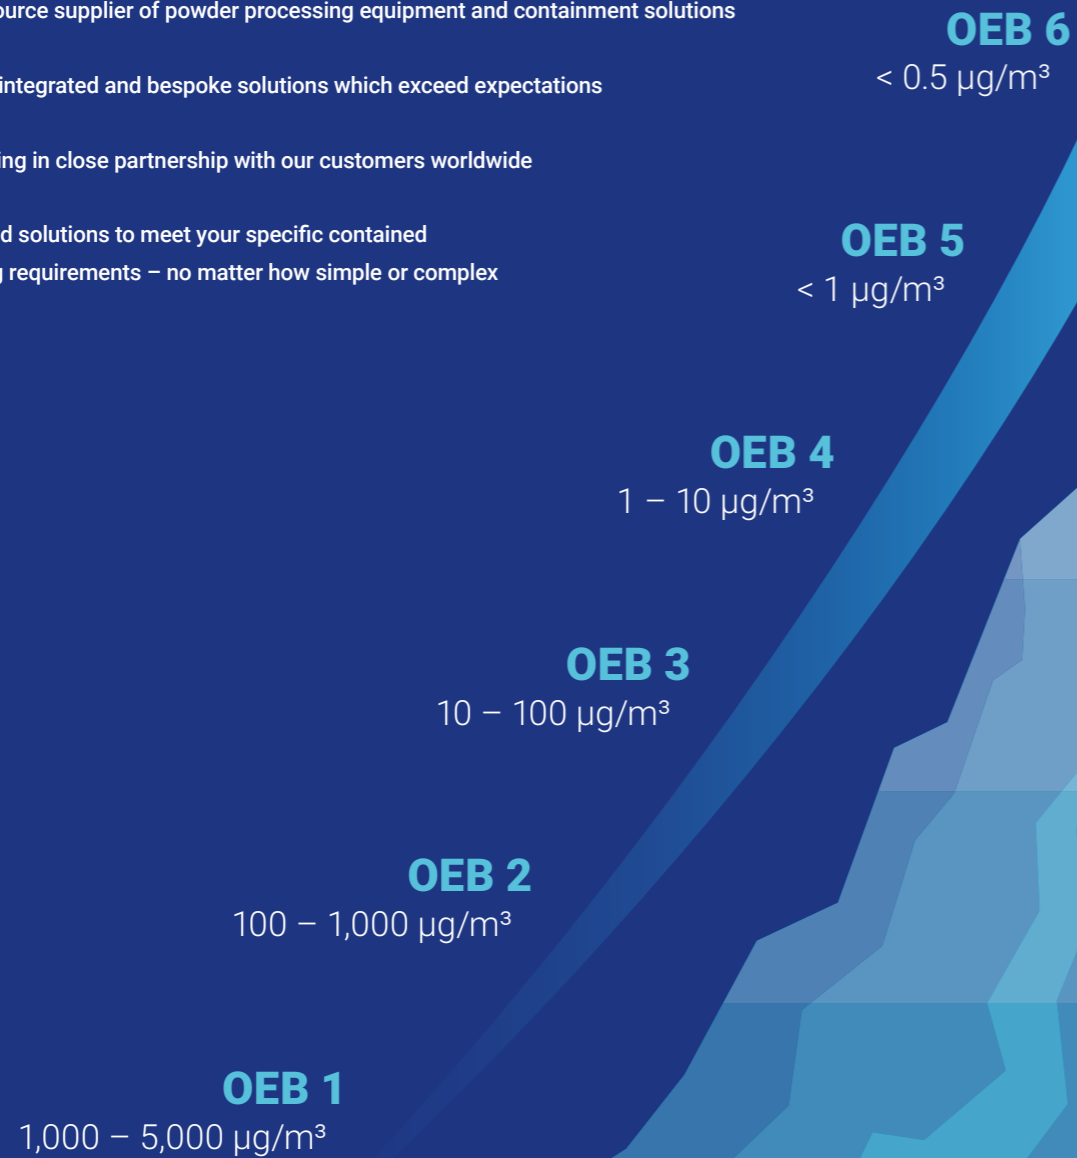 ource supplier of powder processing equipment and containment solutions
integrated and bespoke solutions which exceed expectations
ing in close partnership with our customers worldwide
d solutions to meet your specific contained
g requirements – no matter how simple or complex
OEB 6
< 0.5 µg/m³
OEB 5
< 1 µg/m³
OEB 4
1 – 10 µg/m³
OEB 3
10 – 100 µg/m³
OEB 2
100 – 1,000 µg/m³
OEB 1
1,000 – 5,000 µg/m³